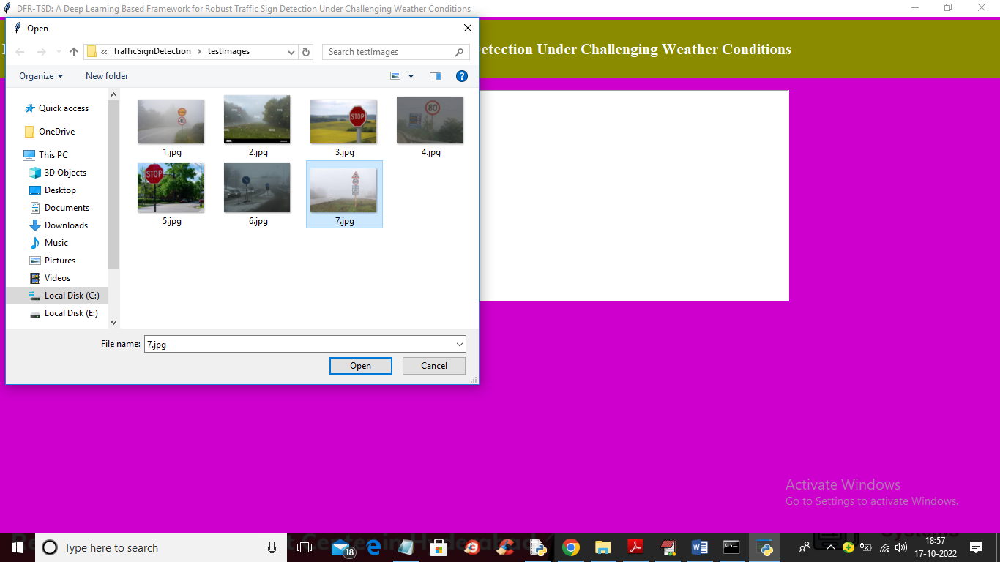 DFR-TSD: A Deep Learning Based Framework for Robust Traffic Sign Detection Under Challenging Weather Conditions
Open
Detection Under Challenging Weather Conditions
« TrafficSignDetection › testImages
Search testImages
Organize
New folder
Quick access
OneDrive
This PC
3D Objects
Desktop
Documents
Downloads
Music
Pictures
Videos
Local Disk (C:)
Local Disk (E:)
40
STOP
80
1.jpg
2.jpg
3.jpg
4.jpg
STOP
5.jpg
6.jpg
7.jpg
File name:
7.jpg
Open
Cancel
Activate Windows
Go to Settings to activate Windows.
Type here to search
18
18:57
17-10-2022